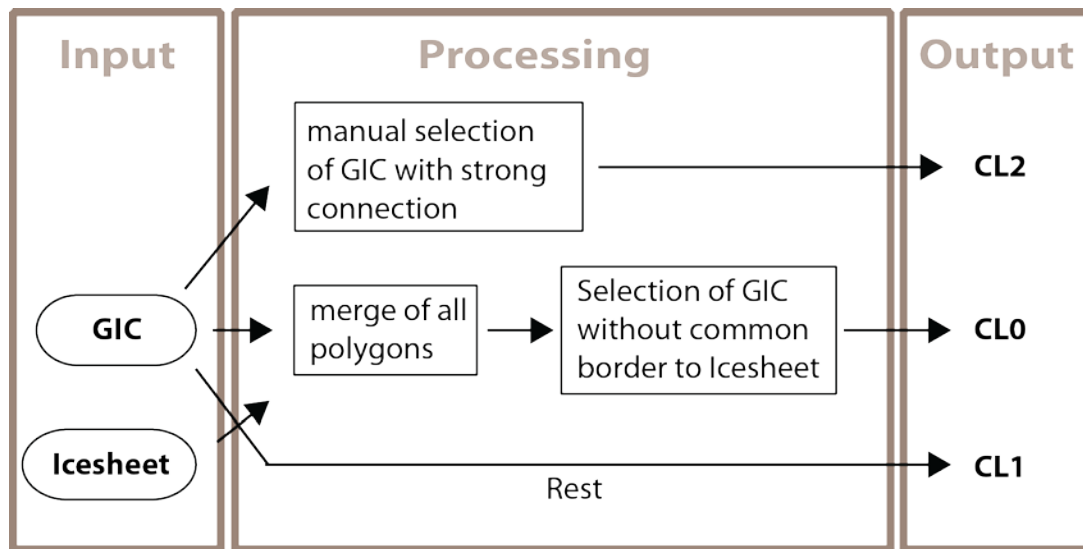 Input
Processing
Output
manual selection
of GIC with strong
connection
CL2
GIC
merge of all
polygons
Selection of GIC
without common
border to Icesheet
CL0
Icesheet
Rest
CL1